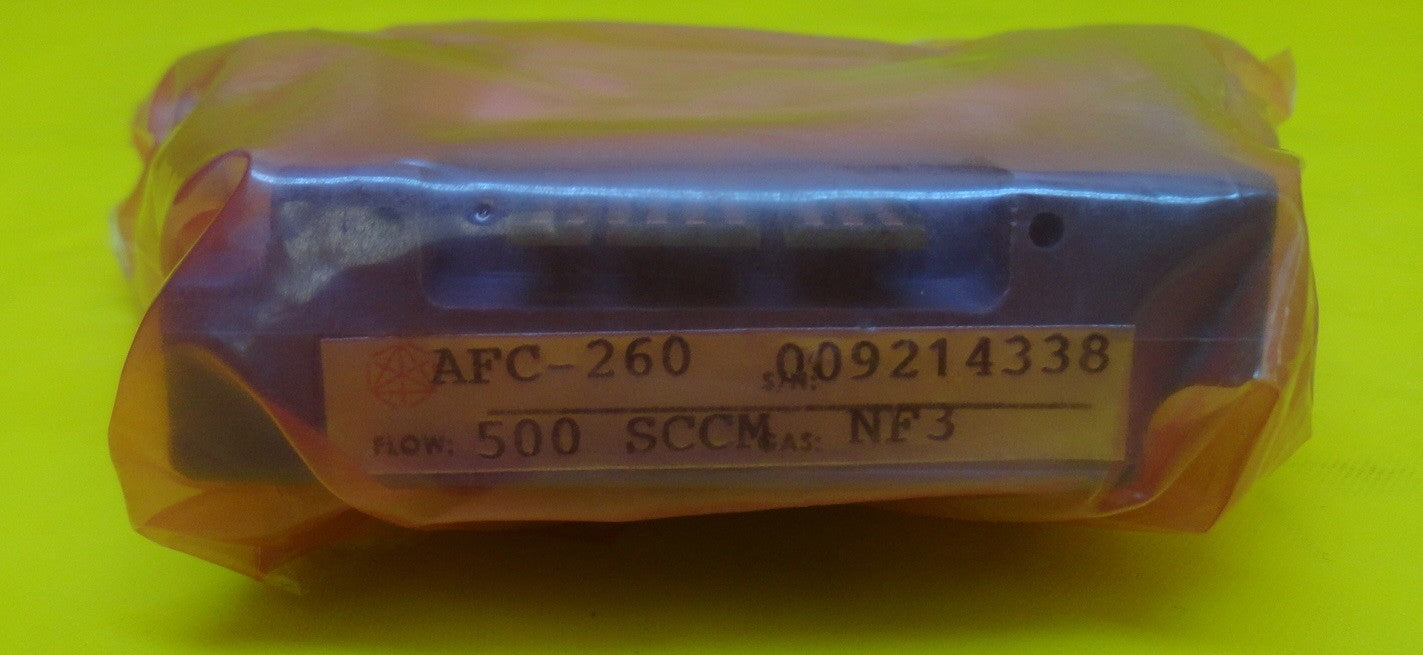 AFC-260 S/N: 009214338
FLOW: 500 SCCM GAS: NF3